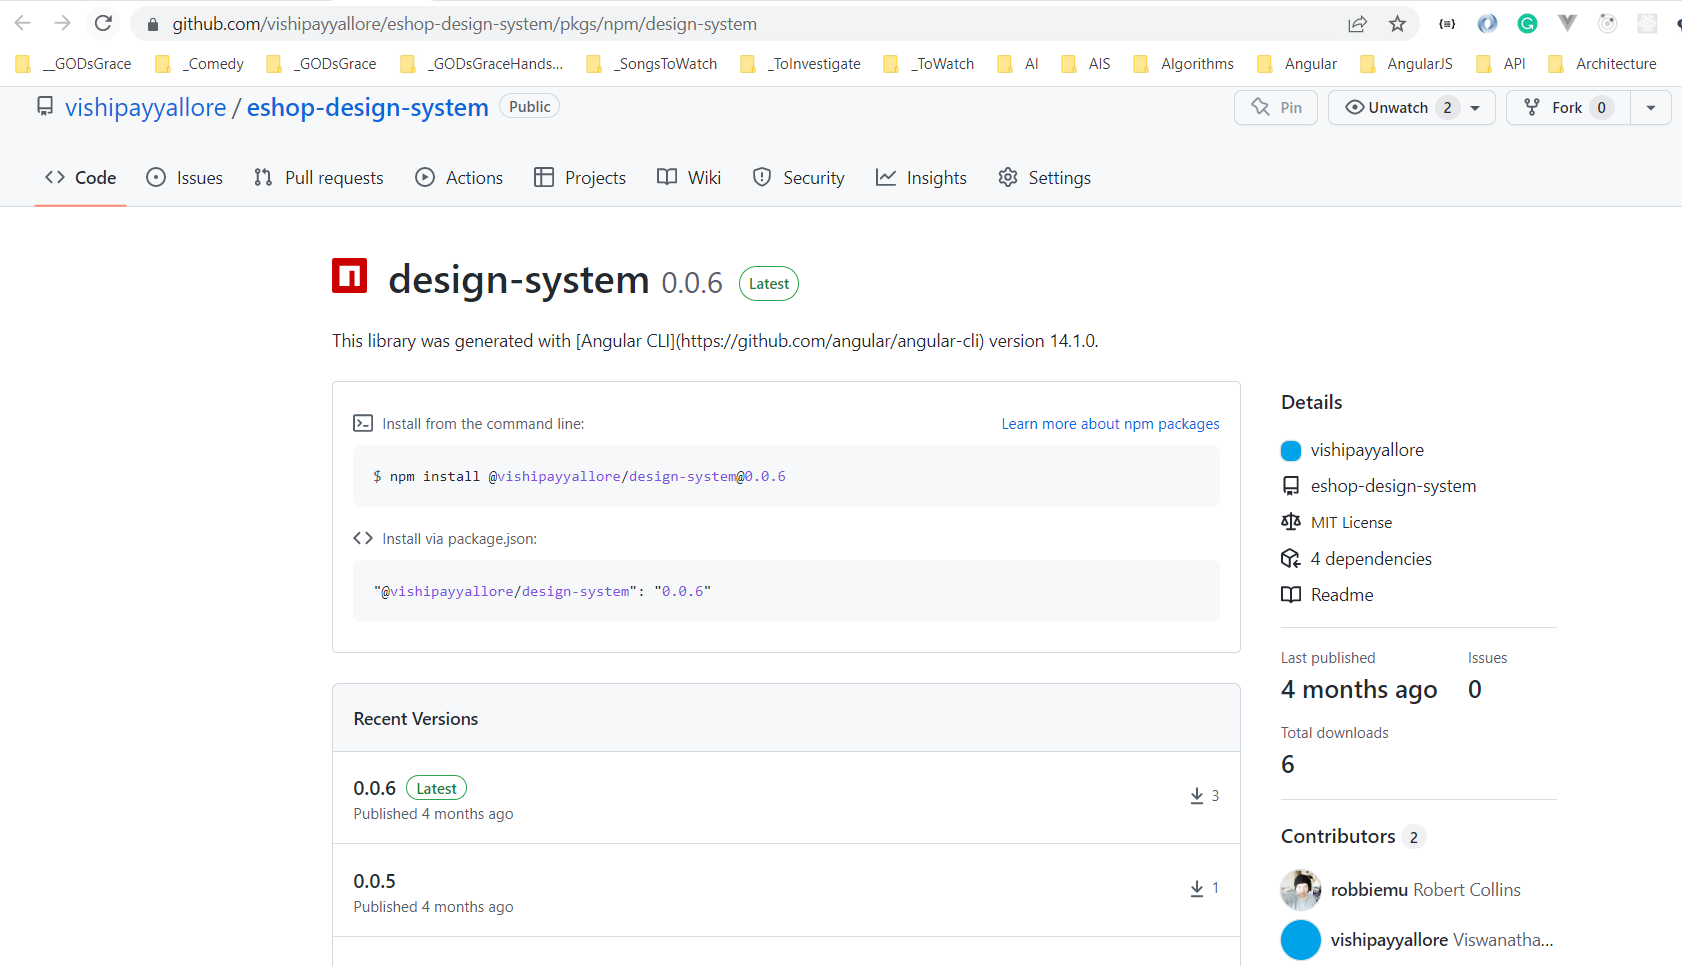 github.com/vishipayyallore/eshop-design-system/pkgs/npm/design-system
__GODsGrace _Comedy _GODsGrace _GODsGraceHands... _SongsToWatch _ToInvestigate _ToWatch AI AIS Algorithms Angular AngularJS API Architecture
vishipayyallore / eshop-design-system Public Pin Unwatch 2 Fork 0
Code Issues Pull requests Actions Projects Wiki Security Insights Settings
design-system 0.0.6 Latest
This library was generated with [Angular CLI](https://github.com/angular/angular-cli) version 14.1.0.
Install from the command line: Learn more about npm packages
$ npm install @vishipayyallore/design-system@0.0.6
Install via package.json:
"@vishipayyallore/design-system": "0.0.6"
Recent Versions
0.0.6 Latest
Published 4 months ago
3
0.0.5
Published 4 months ago
1
Details
vishipayyallore
eshop-design-system
MIT License
4 dependencies
Readme
Last published Issues
4 months ago 0
Total downloads
6
Contributors 2
robbiemu Robert Collins
vishipayyallore Viswanatha...